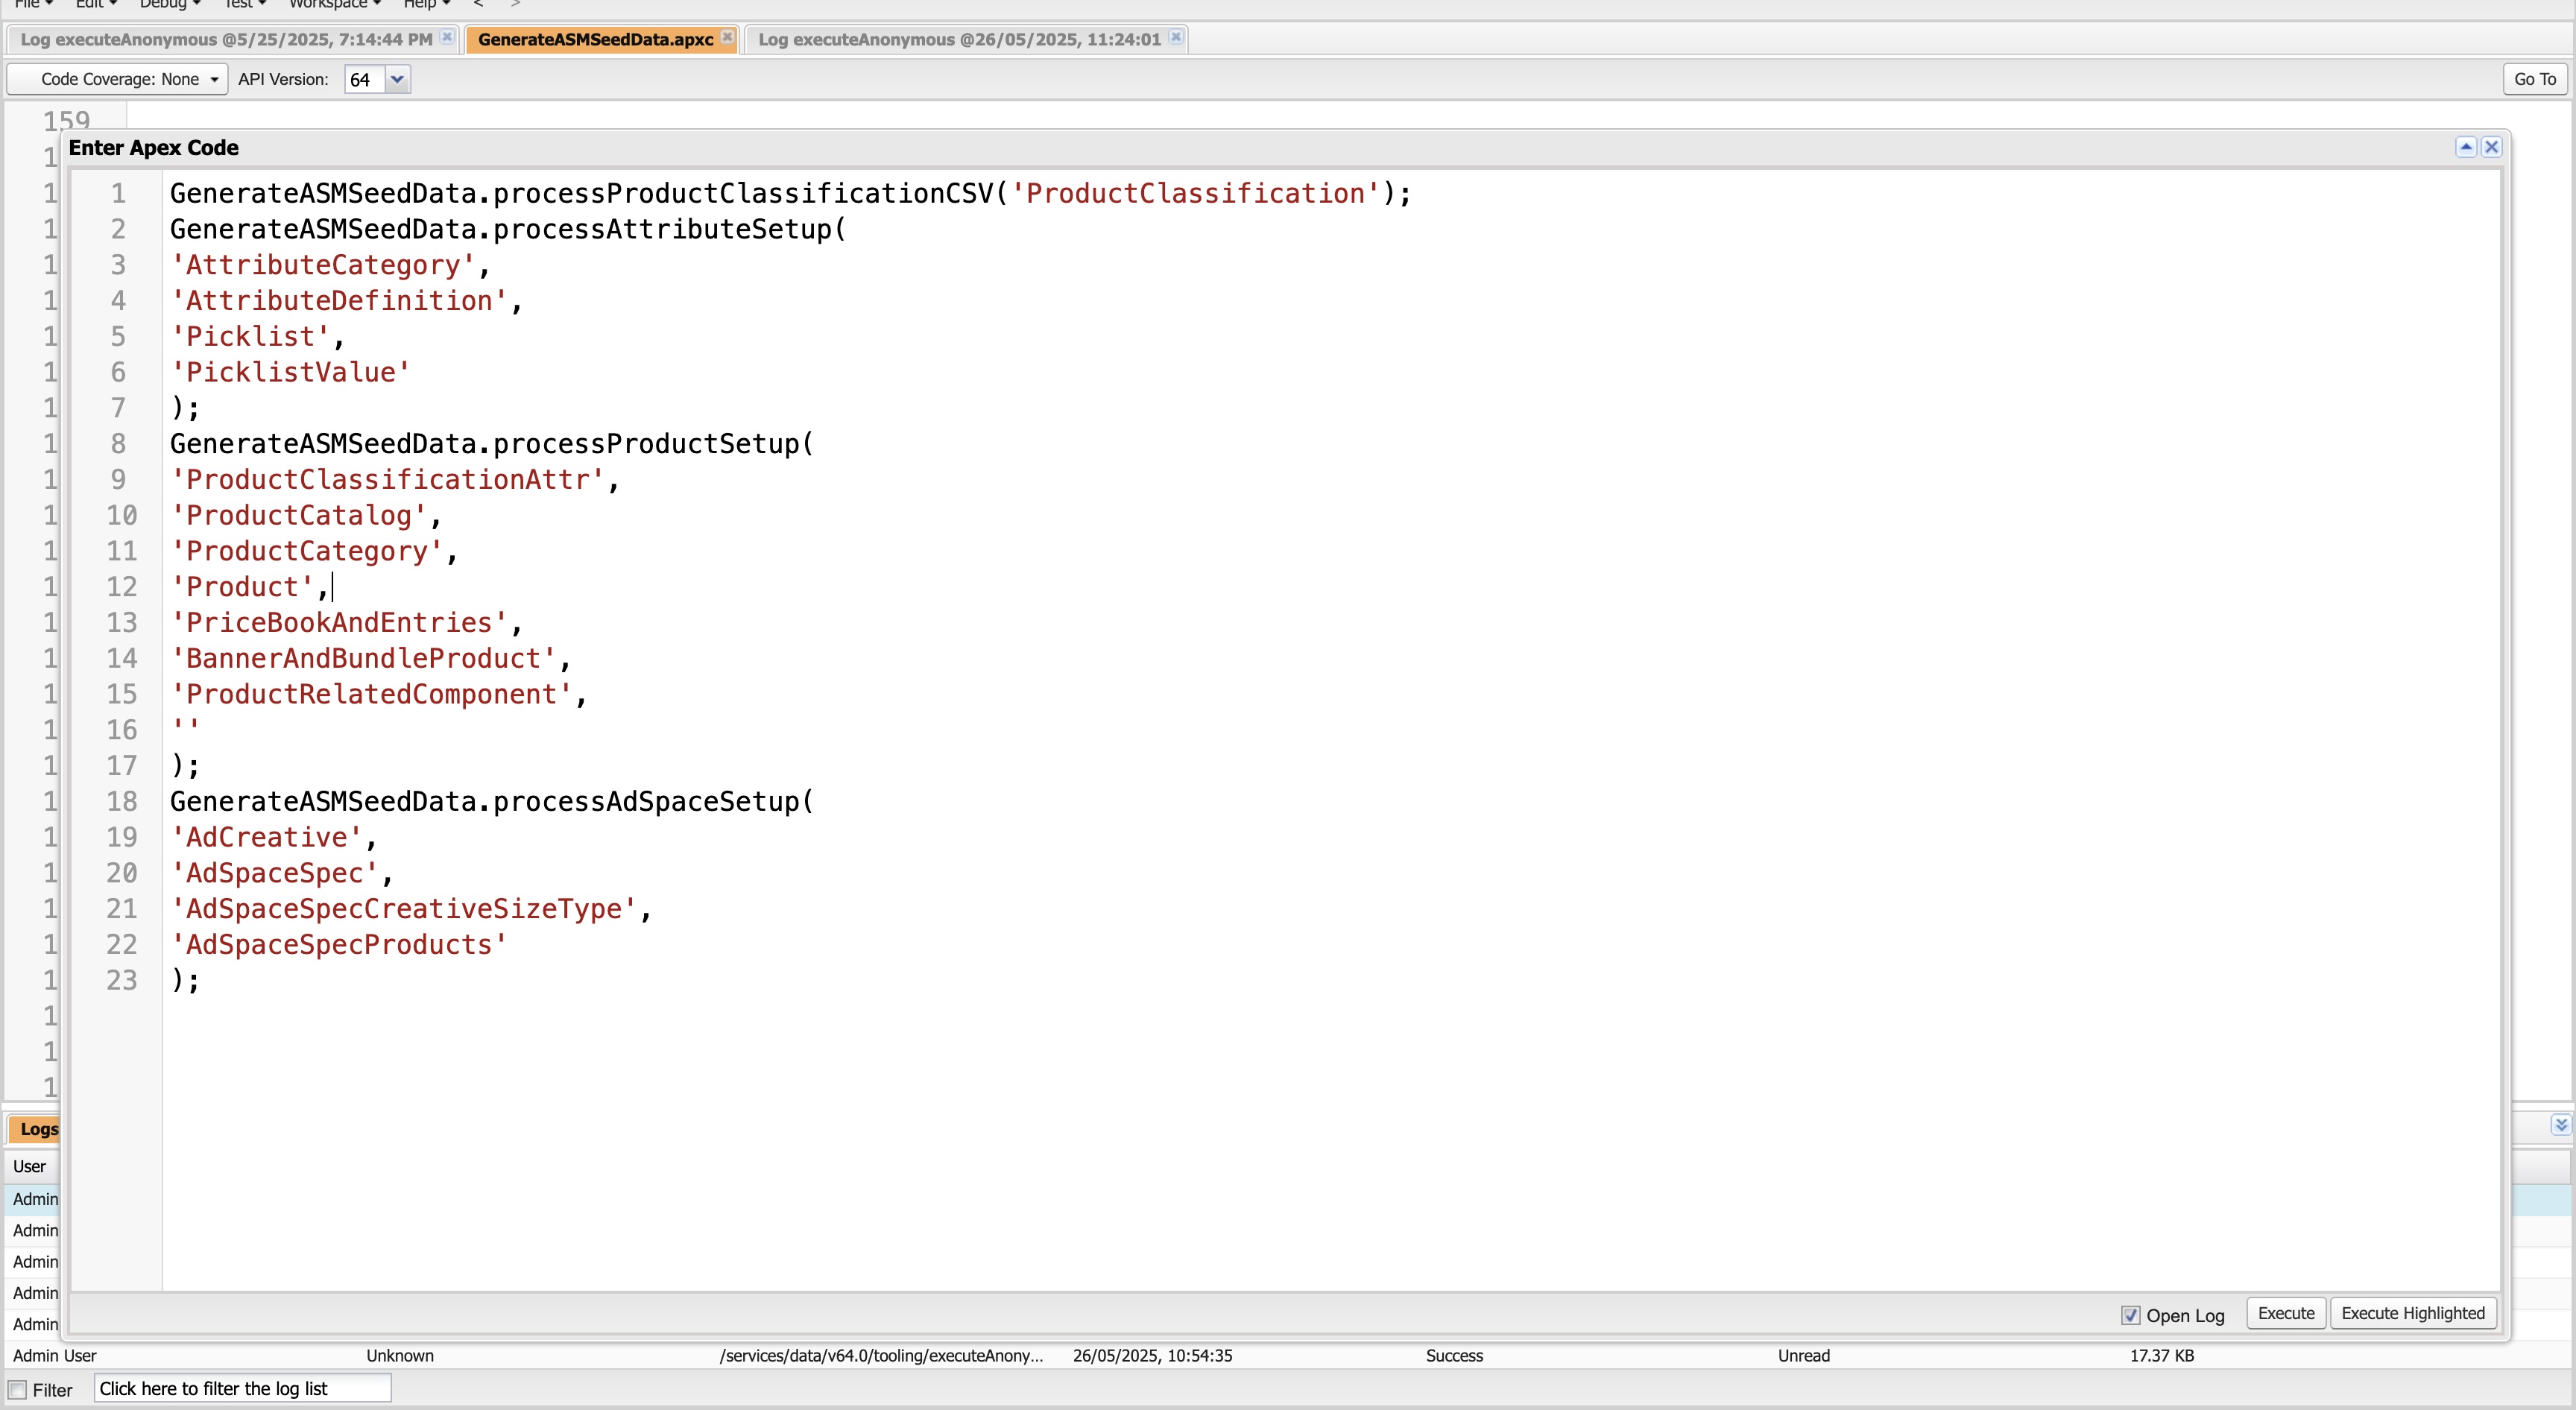 File Edit Debug Test Workspace Help < >
Log executeAnonymous @5/25/2025, 7:14:44 PM GenerateASMSeedData.apxc Log executeAnonymous @26/05/2025, 11:24:01
Code Coverage: None API Version: 64 Go To
159
Enter Apex Code
1 GenerateASMSeedData.processProductClassificationCSV('ProductClassification');
2 GenerateASMSeedData.processAttributeSetup(
3 'AttributeCategory',
4 'AttributeDefinition',
5 'Picklist',
6 'PicklistValue'
7 );
8 GenerateASMSeedData.processProductSetup(
9 'ProductClassificationAttr',
10 'ProductCatalog',
11 'ProductCategory',
12 'Product',
13 'PriceBookAndEntries',
14 'BannerAndBundleProduct',
15 'ProductRelatedComponent',
16 ''
17 );
18 GenerateASMSeedData.processAdSpaceSetup(
19 'AdCreative',
20 'AdSpaceSpec',
21 'AdSpaceSpecCreativeSizeType',
22 'AdSpaceSpecProducts'
23 );
Logs
User
Admin
Admin
Admin
Admin
Admin
Open Log Execute Execute Highlighted
Admin User Unknown /services/data/v64.0/tooling/executeAnony... 26/05/2025, 10:54:35 Success Unread 17.37 KB
Filter Click here to filter the log list